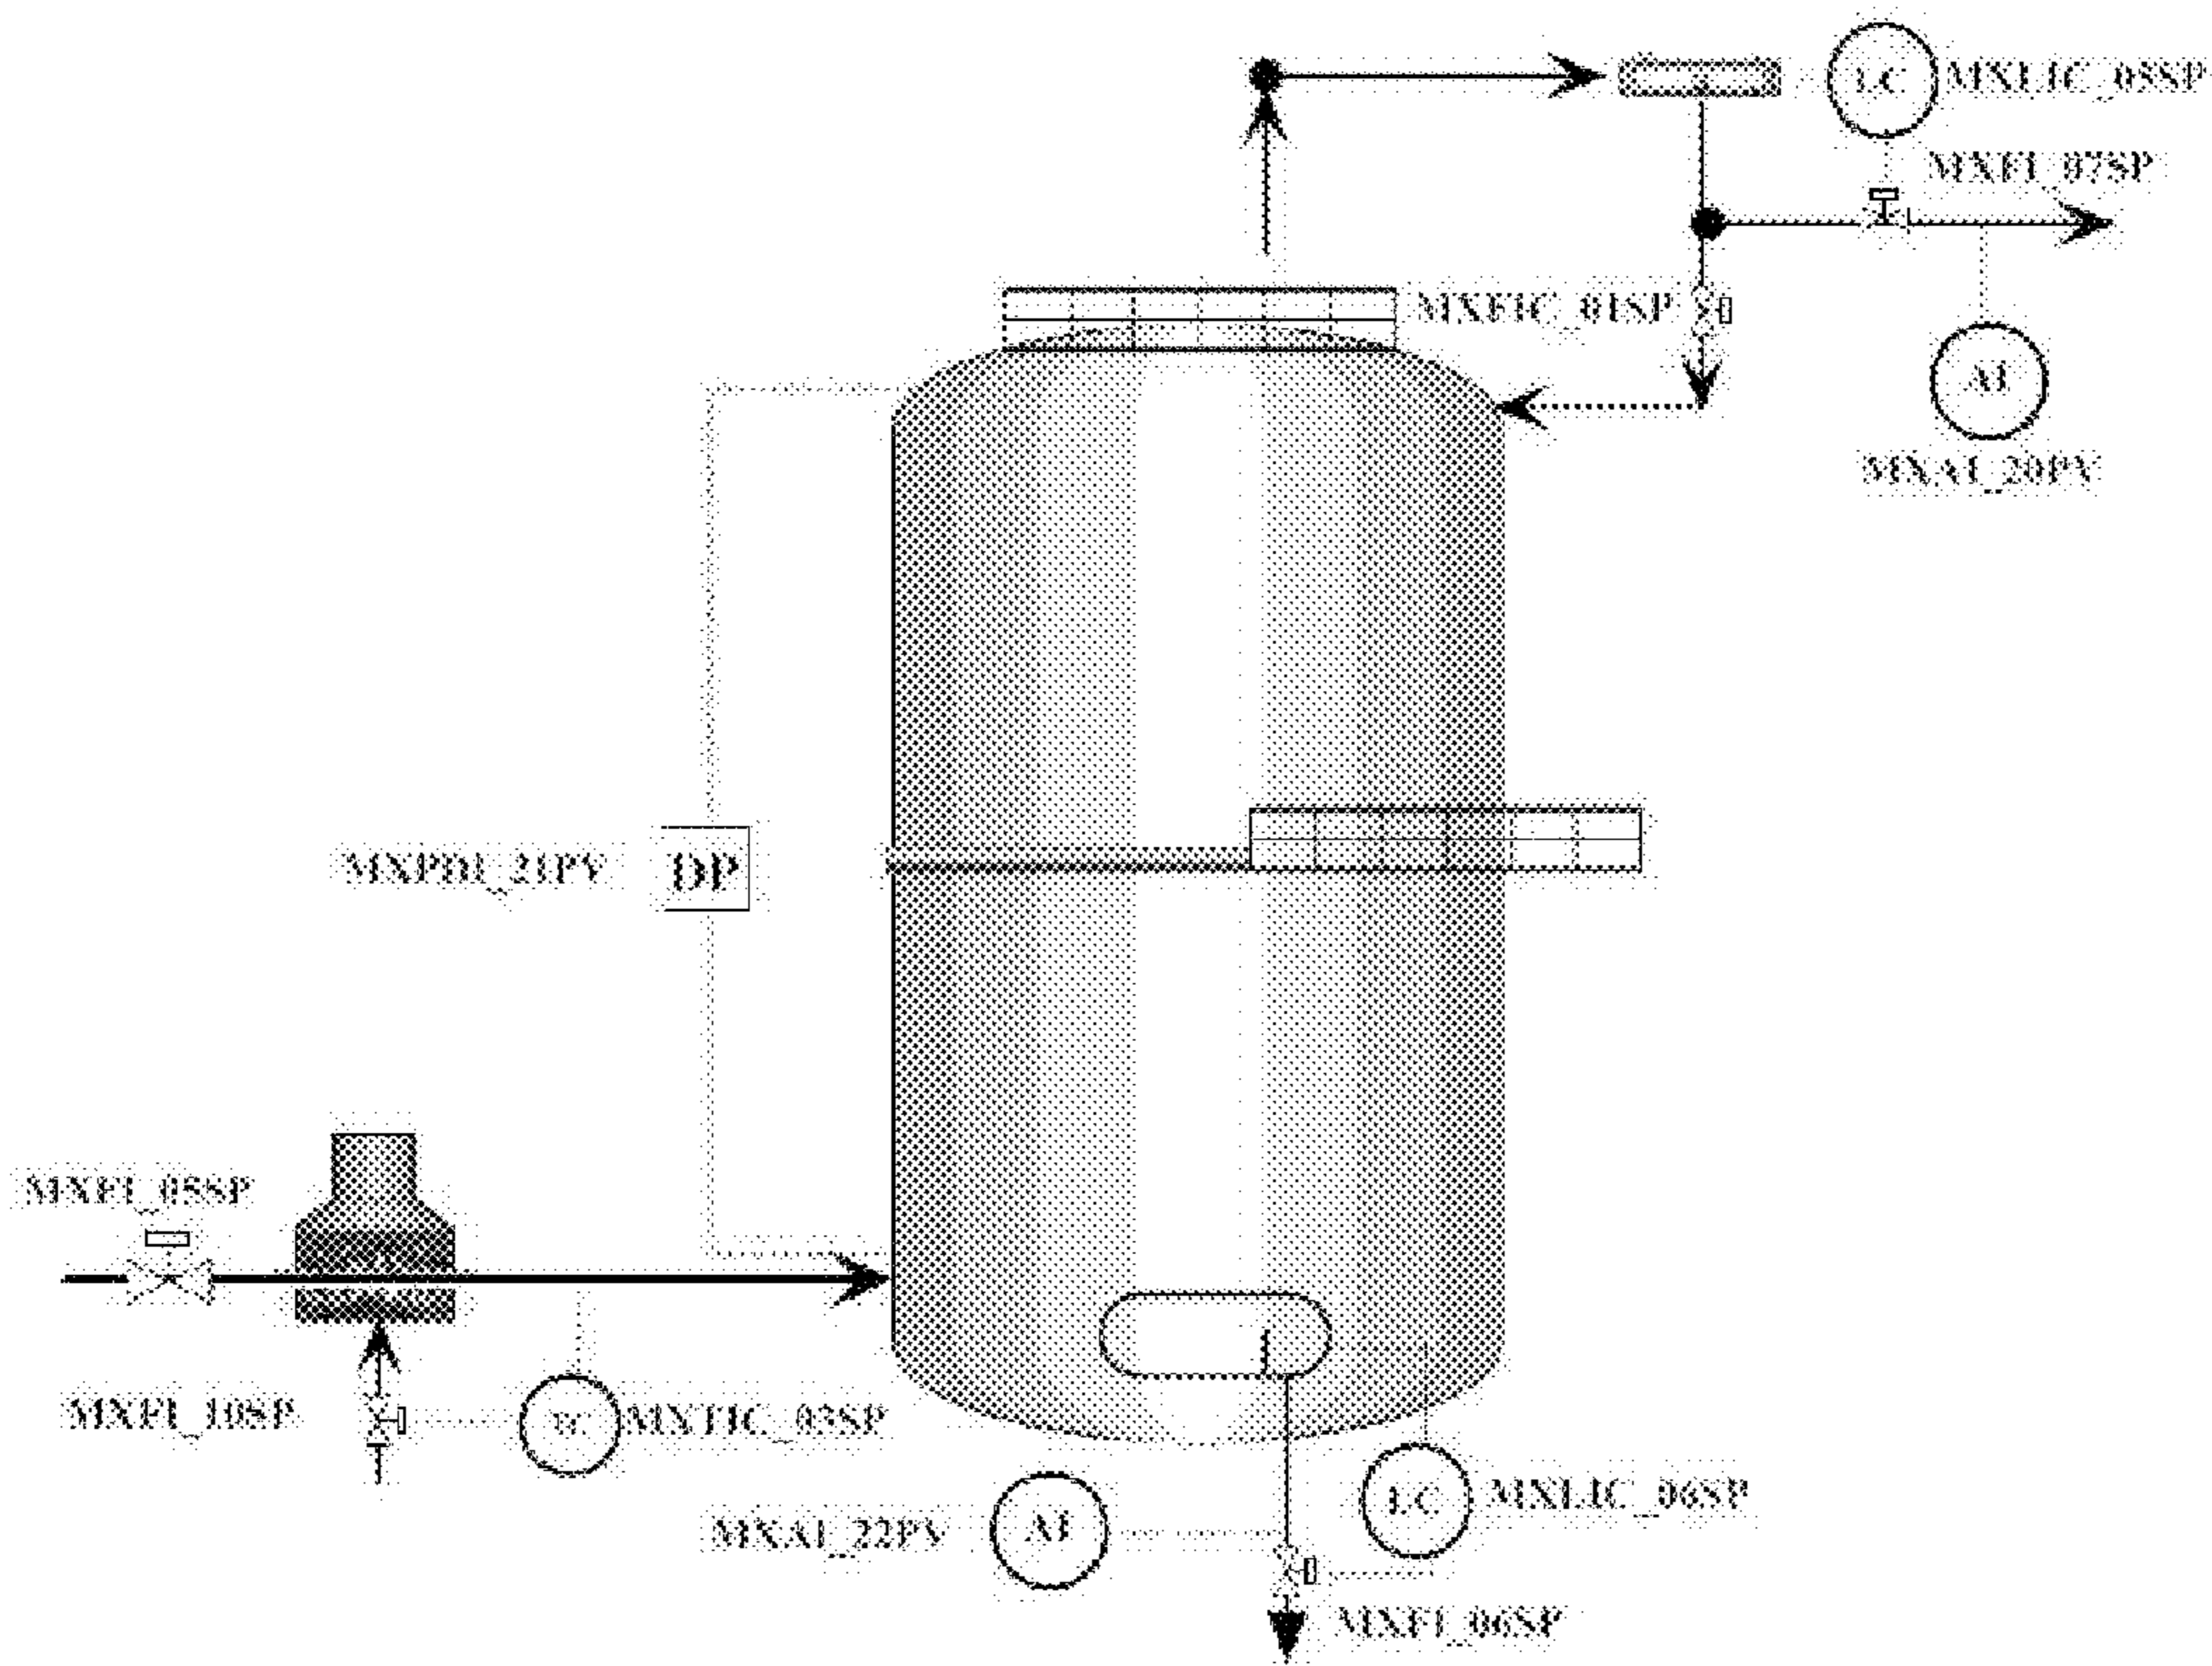 LC
MXLIC_05SP
MXFI_07SP
MXFIC_01SP
AI
MXAI_20PV
MXPDI_21PV
DP
MXFI_05SP
MXFI_10SP
TC
MXTIC_03SP
LC
MXLIC_06SP
MXAI_22PV
AI
MXFI_06SP